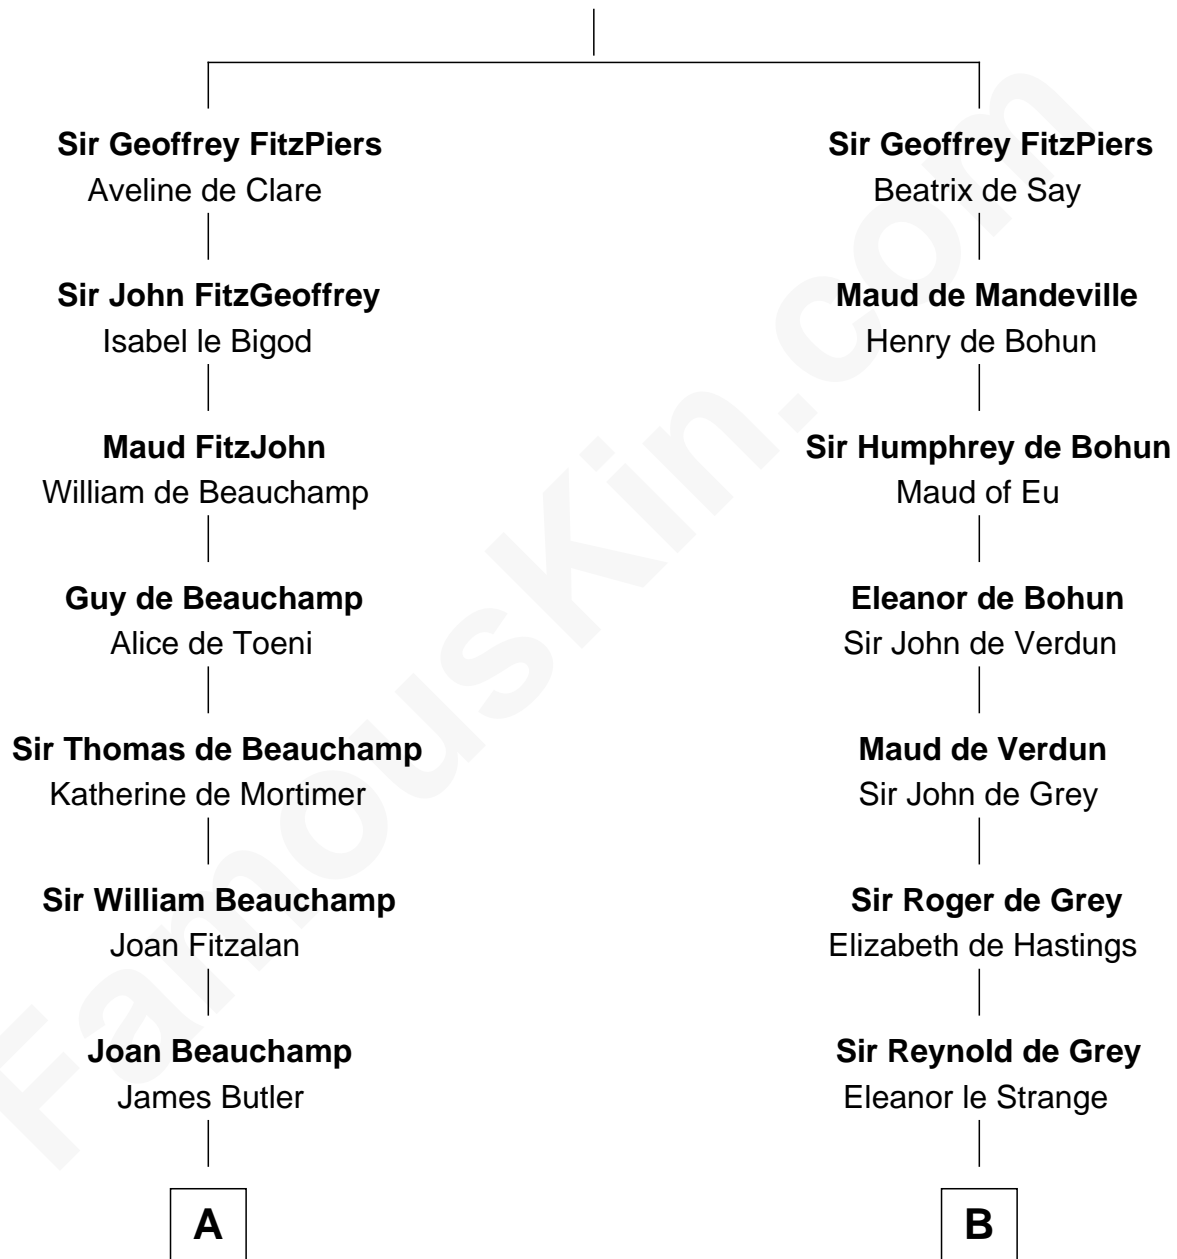 Sir Geoffrey FitzPiers
Aveline de Clare
Sir John FitzGeoffrey
Isabel le Bigod
Maud FitzJohn
William de Beauchamp
Guy de Beauchamp
Alice de Toeni
Sir Thomas de Beauchamp
Katherine de Mortimer
Sir William Beauchamp
Joan Fitzalan
Joan Beauchamp
James Butler
A
Sir Geoffrey FitzPiers
Beatrix de Say
Maud de Mandeville
Henry de Bohun
Sir Humphrey de Bohun
Maud of Eu
Eleanor de Bohun
Sir John de Verdun
Maud de Verdun
Sir John de Grey
Sir Roger de Grey
Elizabeth de Hastings
Sir Reynold de Grey
Eleanor le Strange
B
FamousKin.com